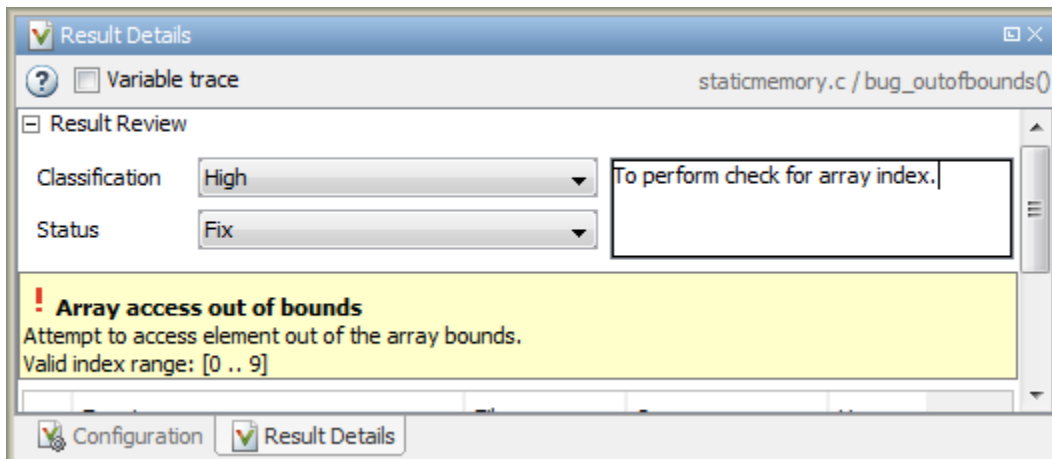 Result Details
? Variable trace staticmemory.c / bug_outofbounds()
Result Review
Classification High To perform check for array index.
Status Fix
! Array access out of bounds
Attempt to access element out of the array bounds.
Valid index range: [0 .. 9]
Configuration Result Details